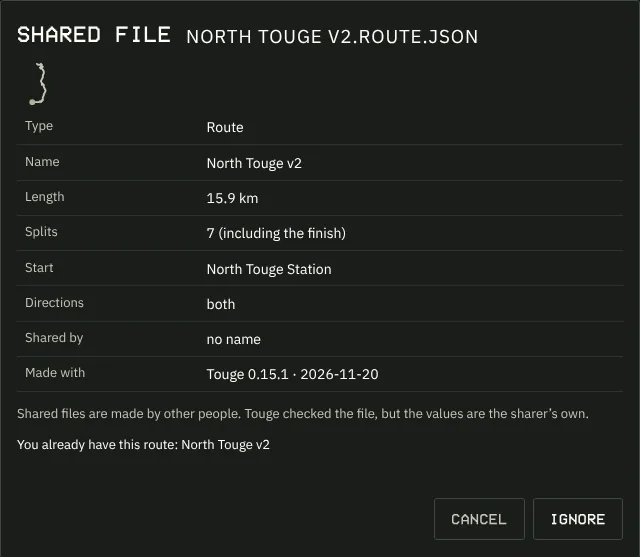 SHARED FILE NORTH TOUGE V2.ROUTE.JSON
Type Route
Name North Touge v2
Length 15.9 km
Splits 7 (including the finish)
Start North Touge Station
Directions both
Shared by no name
Made with Touge 0.15.1 · 2026-11-20
Shared files are made by other people. Touge checked the file, but the values are the sharer’s own.
You already have this route: North Touge v2
CANCEL IGNORE